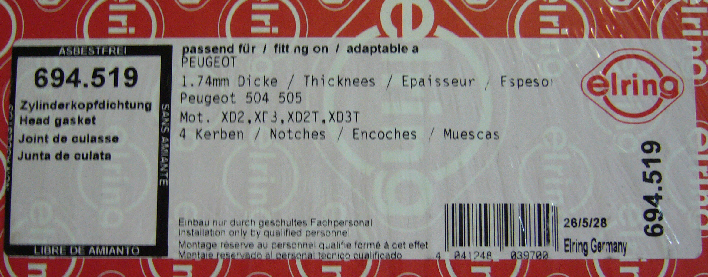 ASBESTFREI
694.519
Zylinderkopfdichtung
Head gasket
Joint de culasse
Junta de culata
SANS AMIANTE
LIBRE DE AMIANTO
passend für / fitt ng on / adaptable a
PEUGEOT
1.74mm Dicke / Thicknees / Epaisseur / Espesor
Peugeot 504 505
Mot. XD2,XD3,XD2T,XD3T
4 Kerben / Notches / Encoches / Muescas
elring
694.519
Einbau nur durch geschultes Fachpersonal
Installation only by qualified personnel
Montage réservé au personnel qualifié formé à cet effet
Montaje reservado al personal técnico cualificado
4 041248 039700
26/5/28
Elring Germany